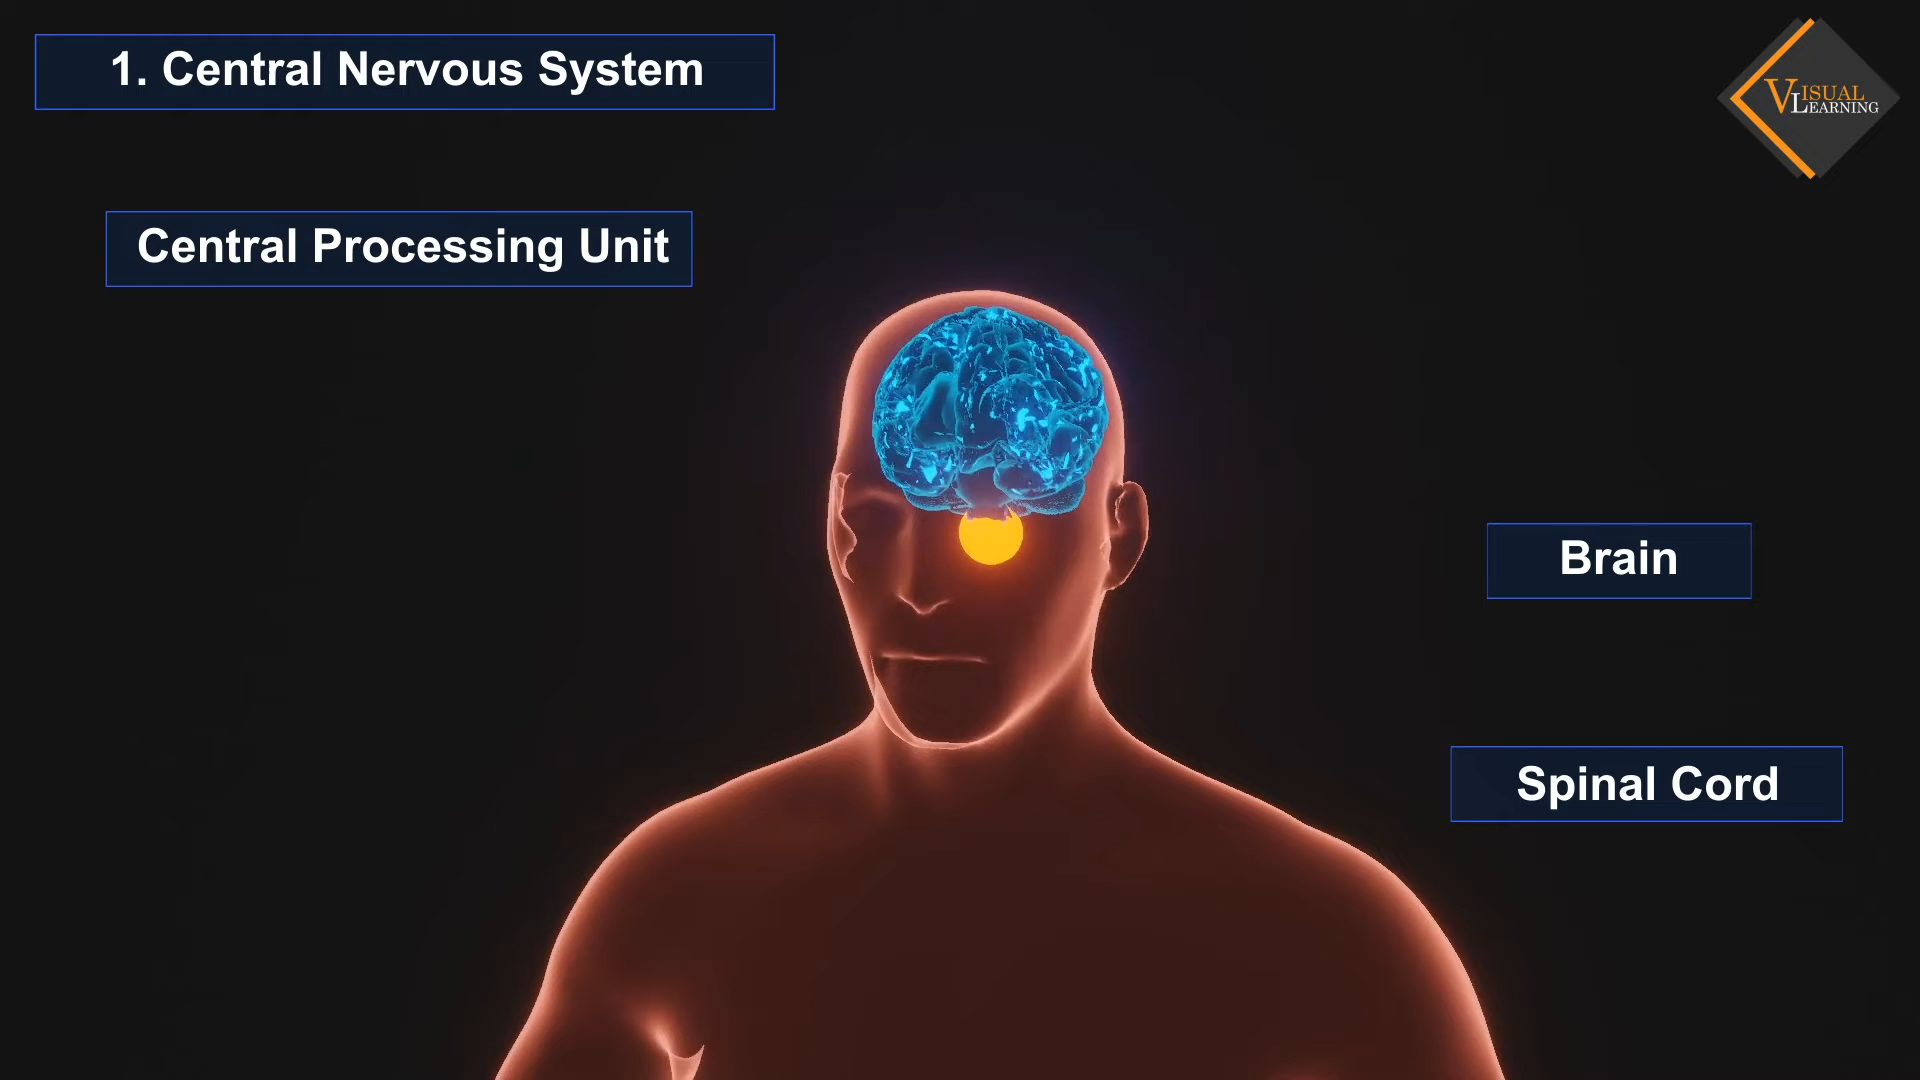 1. Central Nervous System
VISUAL
LEARNING
Central Processing Unit
Brain
Spinal Cord